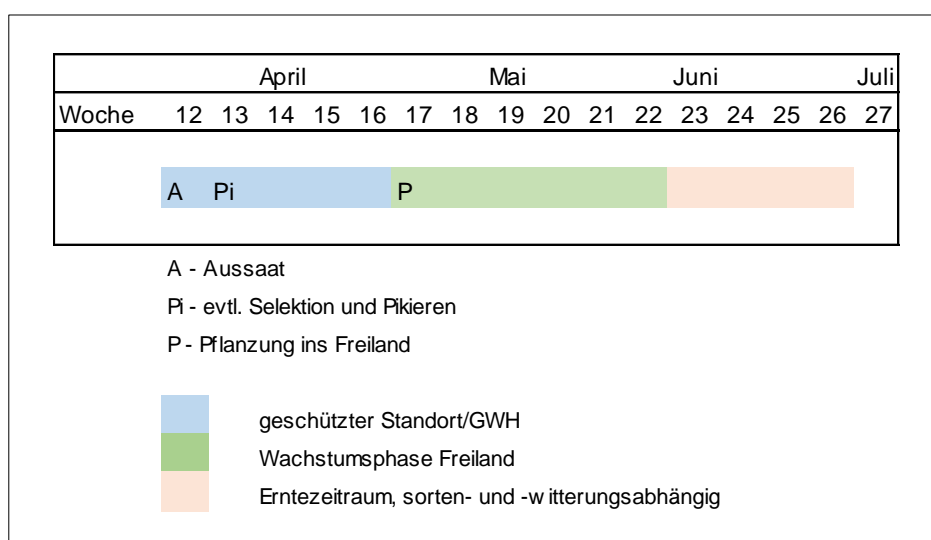 April Mai Juni Juli
Woche 12 13 14 15 16 17 18 19 20 21 22 23 24 25 26 27
A Pi P
A - Aussaat
Pi - evtl. Selektion und Pikieren
P - Pflanzung ins Freiland
geschützter Standort/GWH
Wachstumsphase Freiland
Erntezeitraum, sorten- und -witterungsabhängig